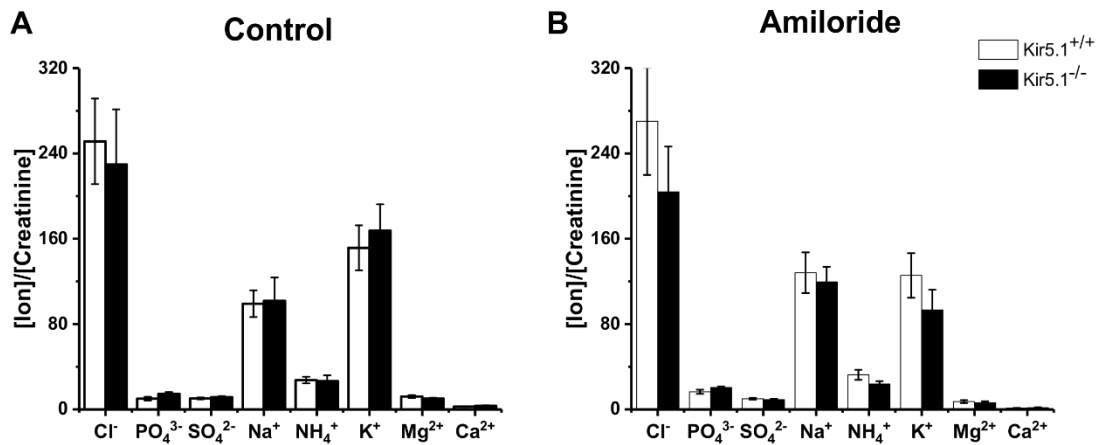 A
Control
[Ion]/[Creatinine]
320
240
160
80
0
Cl⁻ PO₄³⁻ SO₄²⁻ Na⁺ NH₄⁺ K⁺ Mg²⁺ Ca²⁺
B
Amiloride
Kir5.1⁺/⁺
Kir5.1⁻/⁻
[Ion]/[Creatinine]
320
240
160
80
0
Cl⁻ PO₄³⁻ SO₄²⁻ Na⁺ NH₄⁺ K⁺ Mg²⁺ Ca²⁺